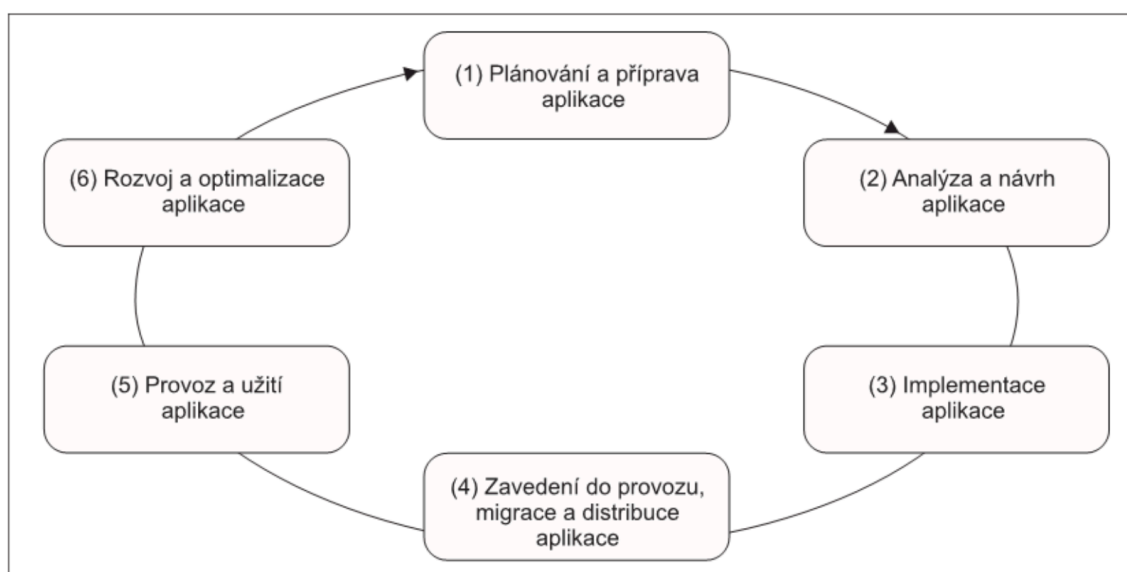 (1) Plánování a příprava
aplikace
(2) Analýza a návrh
aplikace
(3) Implementace
aplikace
(4) Zavedení do provozu,
migrace a distribuce
aplikace
(5) Provoz a užití
aplikace
(6) Rozvoj a optimalizace
aplikace